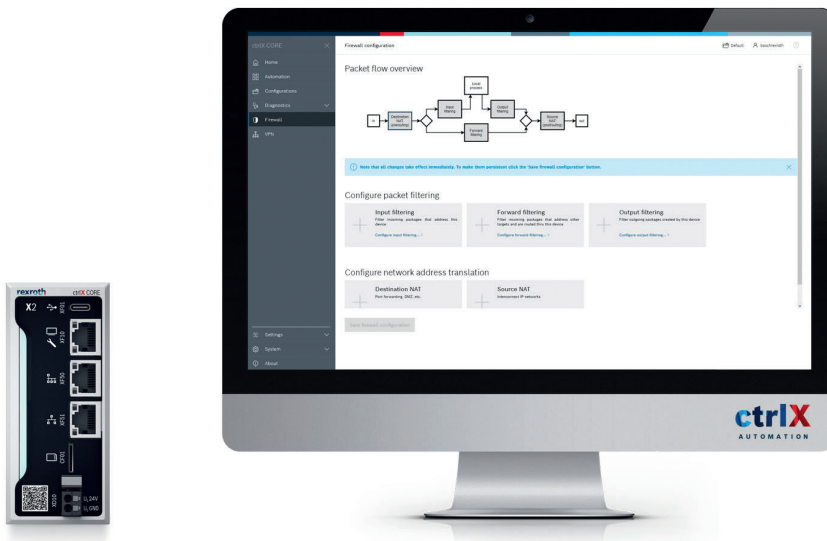 rexroth
ctrlX CORE
X2
XF01
XF10
XF50
XF51
CF01
XD10
U_L 24V
U_L GND
ctrlX CORE
Home
Automation
Configurations
Diagnostics
Firewall
VPN
Settings
System
About
Firewall configuration
Default
boschrexroth
Packet flow overview
in
Destination
NAT
(prerouting)
Input
filtering
Local
process
Output
filtering
Forward
filtering
Source
NAT
(postrouting)
out
Note that all changes take effect immediately. To make them persistent click the 'Save firewall configuration' button.
Configure packet filtering
Input filtering
Filter incoming packages that address this
device
Configure input filtering...
Forward filtering
Filter incoming packages that address other
targets and are routed thru this device
Configure forward filtering...
Output filtering
Filter outgoing packages created by this device
Configure output filtering...
Configure network address translation
Destination NAT
Port forwarding, DMZ, etc.
Source NAT
Interconnect IP networks
Save firewall configuration
ctrlX
AUTOMATION